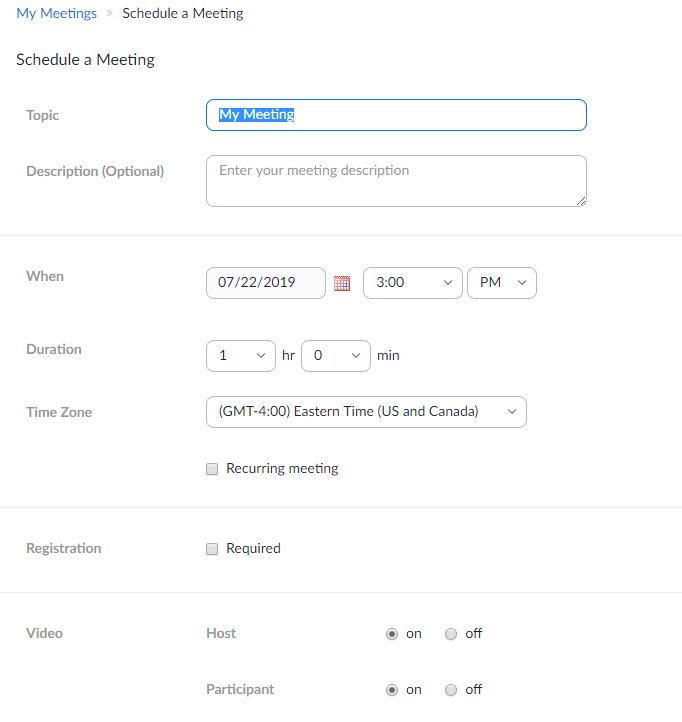 My Meetings > Schedule a Meeting
Schedule a Meeting
Topic My Meeting
Description (Optional) Enter your meeting description
When 07/22/2019 3:00 PM
Duration 1 hr 0 min
Time Zone (GMT-4:00) Eastern Time (US and Canada)
Recurring meeting
Registration Required
Video Host on off
Participant on off